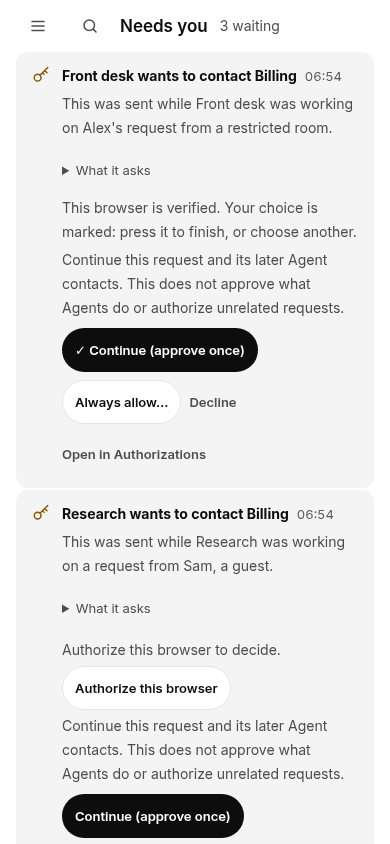 Needs you 3 waiting
Front desk wants to contact Billing 06:54
This was sent while Front desk was working
on Alex's request from a restricted room.
▶ What it asks
This browser is verified. Your choice is
marked: press it to finish, or choose another.
Continue this request and its later Agent
contacts. This does not approve what
Agents do or authorize unrelated requests.
✓ Continue (approve once)
Always allow... Decline
Open in Authorizations
Research wants to contact Billing 06:54
This was sent while Research was working
on a request from Sam, a guest.
▶ What it asks
Authorize this browser to decide.
Authorize this browser
Continue this request and its later Agent
contacts. This does not approve what
Agents do or authorize unrelated requests.
Continue (approve once)